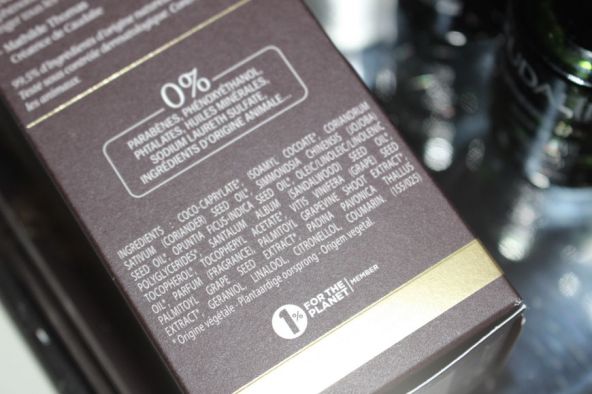 - Mathilde Thomas
Créatrice de Caudalie
99,5% d'ingrédients d'origine
Testé sous contrôle dermatologique.
les animaux.
0%
PARABÈNES, PHÉNOXYÉTHANOL,
PHTALATES, HUILES MINÉRALES,
SODIUM LAURETH SULFATE,
INGRÉDIENTS D'ORIGINE ANIMALE...
INGREDIENTS: COCO-CAPRYLATE*, ISOAMYL COCOATE*, CORIANDRUM
SATIVUM (CORIANDER) SEED OIL*, SIMMONDSIA CHINENSIS (JOJOBA)
SEED OIL*, OPUNTIA FICUS-INDICA SEED OIL*, OLEIC/LINOLEIC/LINOLENIC
POLYGLYCERIDES*, SANTALUM ALBUM (SANDALWOOD) SEED OIL*,
TOCOPHEROL*, TOCOPHERYL ACETATE*, VITIS VINIFERA (GRAPE) SEED
OIL*, PARFUM (FRAGRANCE), PALMITOYL GRAPEVINE SHOOT EXTRACT*,
PALMITOYL GRAPE SEED EXTRACT*, PADINA PAVONICA THALLUS
EXTRACT*, GERANIOL, LINALOOL, CITRONELLOL, COUMARIN. (155/025)
* Origine végétale - Plantaardige oorsprong - Origem vegetal
1%
FOR THE
PLANET
MEMBER
UDALIE